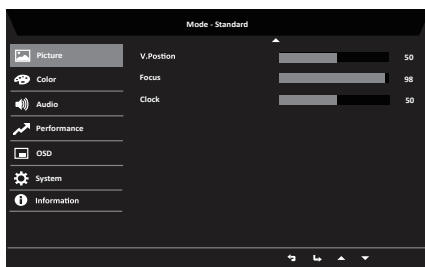 Mode - Standard
Picture
V.Postion 50
Color
Focus 98
Audio
Clock 50
Performance
OSD
System
Information